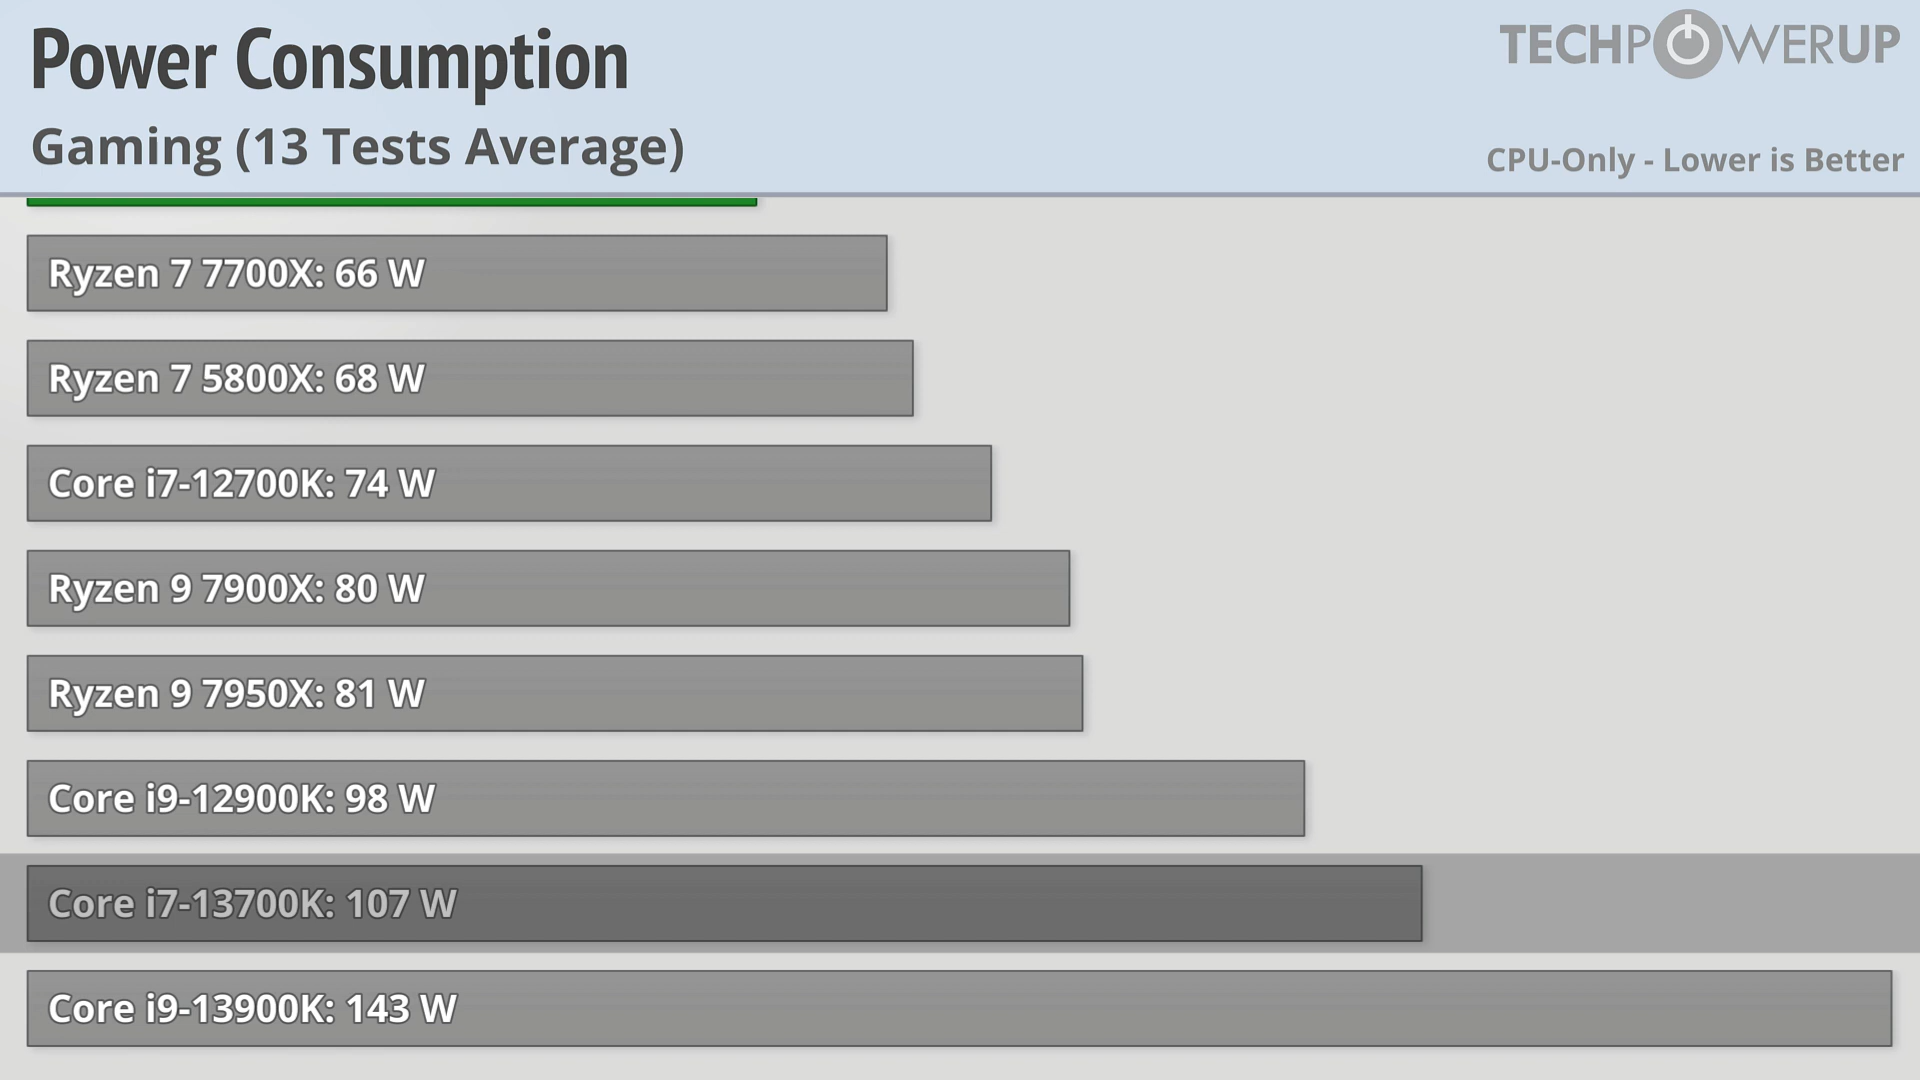 Power Consumption
TECHPOWERUP
Gaming (13 Tests Average)
CPU-Only - Lower is Better
Ryzen 7 7700X: 66 W
Ryzen 7 5800X: 68 W
Core i7-12700K: 74 W
Ryzen 9 7900X: 80 W
Ryzen 9 7950X: 81 W
Core i9-12900K: 98 W
Core i7-13700K: 107 W
Core i9-13900K: 143 W